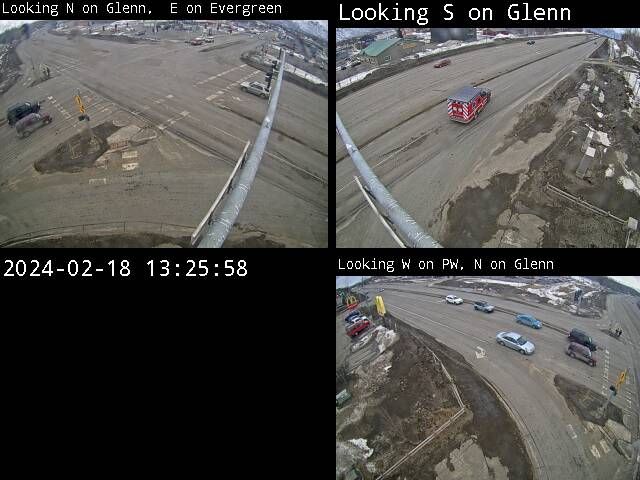 Looking N on Glenn, E on Evergreen
Looking S on Glenn
2024-02-18 13:25:58
Looking W on PW, N on Glenn